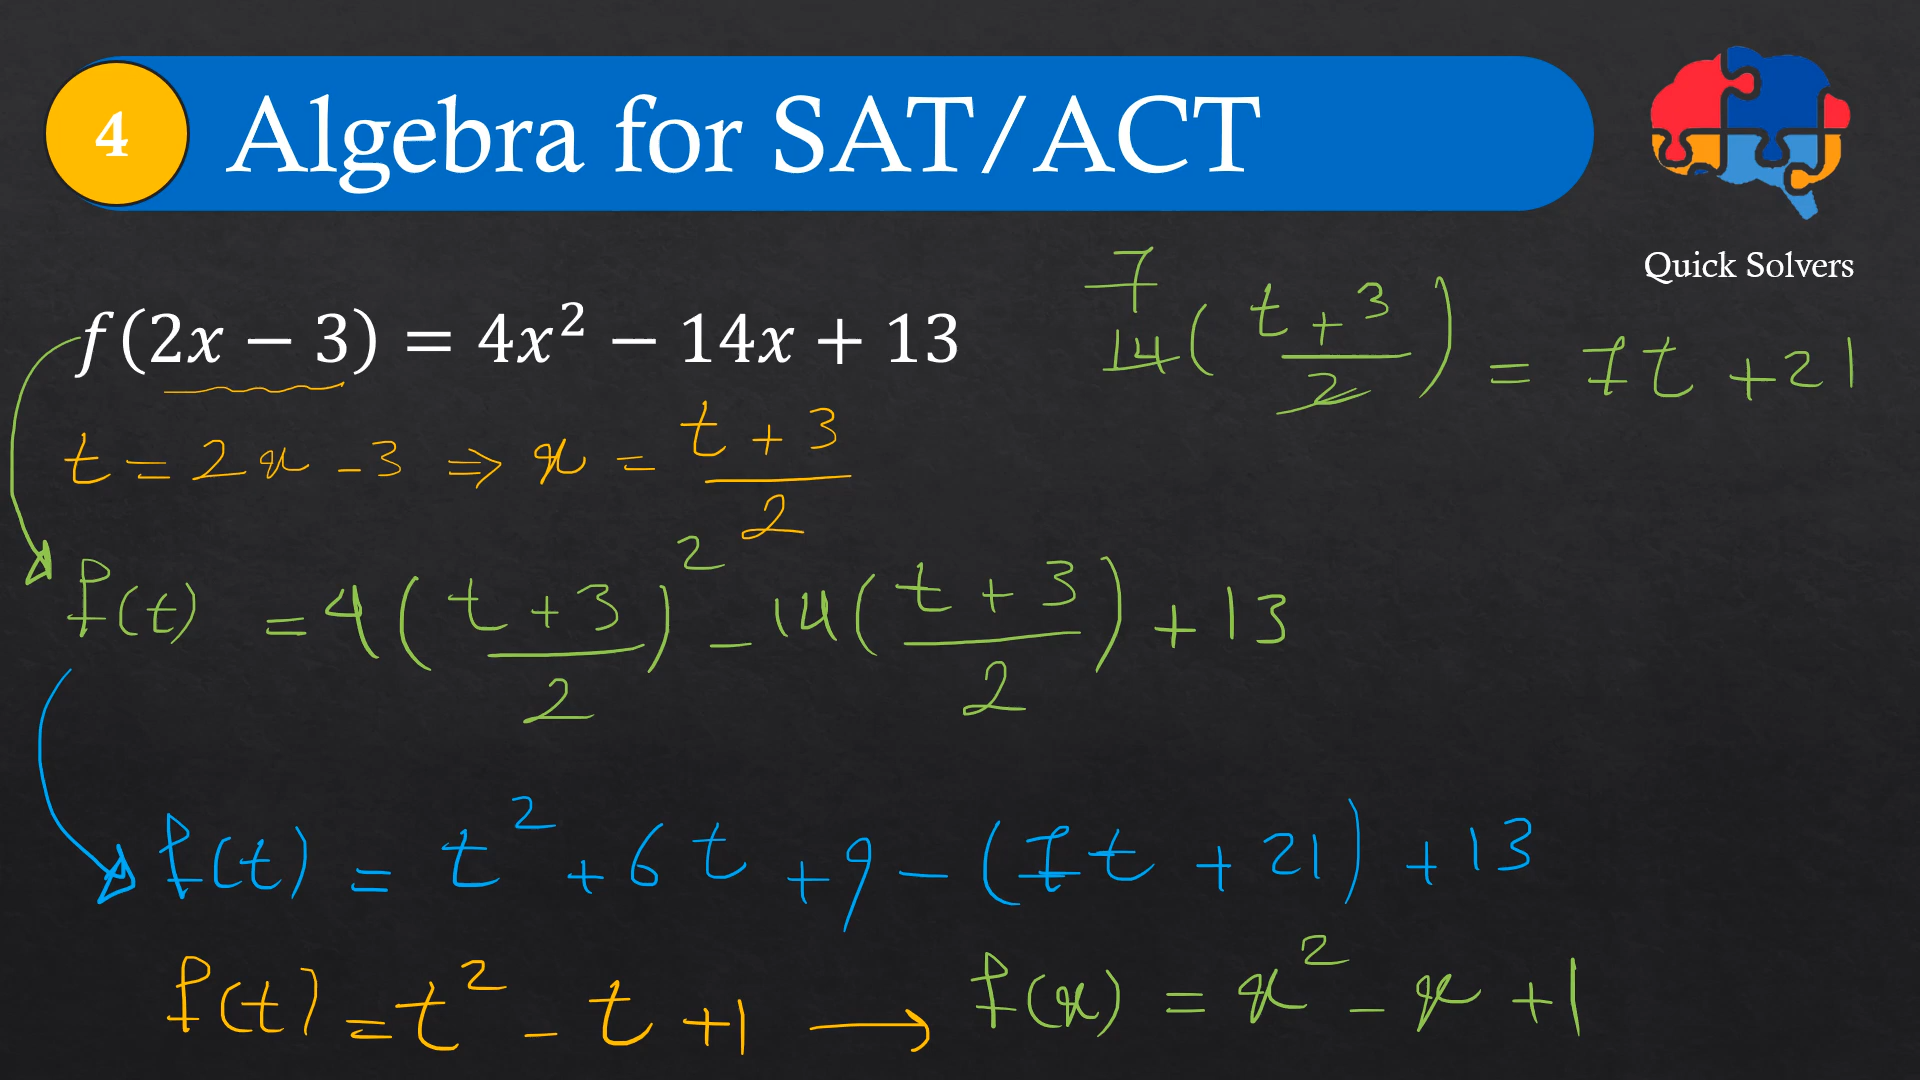 4
Algebra for SAT/ACT
Quick Solvers
f(2x − 3) = 4x² − 14x + 13
7
14( t + 3 / 2 ) = 7t + 21
t = 2x - 3 ⇒ x = t + 3 / 2
f(t) = 4( t + 3 / 2 )² - 14( t + 3 / 2 ) + 13
f(t) = t² + 6t + 9 - (7t + 21) + 13
f(t) = t² - t + 1 → f(x) = x² - x + 1